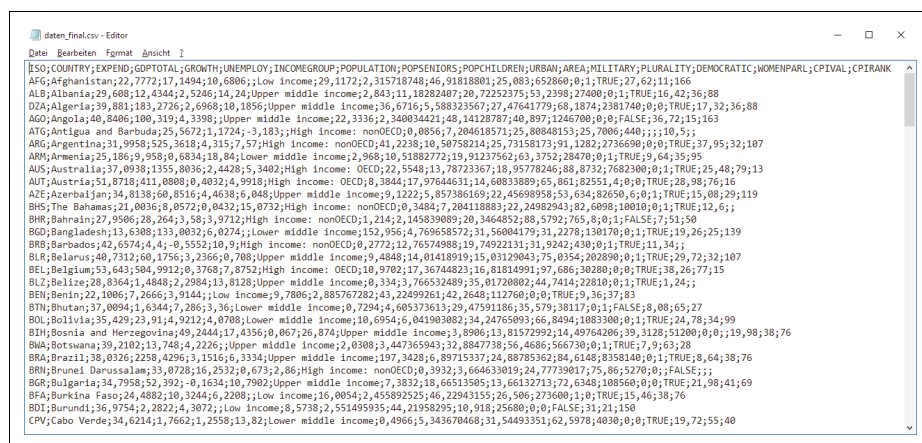 daten_final.csv - Editor
Datei Bearbeiten Format Ansicht ?
ISO;COUNTRY;EXPEND;GDPTOTAL;GROWTH;UNEMPLOY;INCOMEGROUP;POPULATION;POPSENIORS;POPCHILDREN;URBAN;AREA;MILITARY;PLURALITY;DEMOCRATIC;WOMENPARL;CPIVAL;CPIRANK
AFG;Afghanistan;22,7772;17,1494;10,6806;;Low income;29,1172;2,315718748;46,91818801;25,083;652860;0;1;TRUE;27,62;11;166
ALB;Albania;29,608;12,4344;2,5246;14,24;Upper middle income;2,843;11,18282407;20,72252375;53,2398;27400;0;1;TRUE;16,42;36;88
DZA;Algeria;39,881;183,2726;2,6968;10,1856;Upper middle income;36,6716;5,588323567;27,47641779;68,1874;2381740;0;0;TRUE;17,32;36;88
AGO;Angola;40,8406;100,319;4,3398;;Upper middle income;22,3336;2,340034421;48,14128787;40,897;1246700;0;0;FALSE;36,72;15;163
ATG;Antigua and Barbuda;25,5672;1,1724;-3,183;;High income: nonOECD;0,0856;7,204618571;25,80848153;25,7006;440;;;;10,5;;
ARG;Argentina;31,9958;525,3618;4,315;7,57;High income: nonOECD;41,2238;10,50758214;25,73158173;91,1282;2736690;0;0;TRUE;37,95;32;107
ARM;Armenia;25,186;9,958;0,6834;18,84;Lower middle income;2,968;10,51882772;19,91237562;63,3752;28470;0;1;TRUE;9,64;35;95
AUS;Australia;37,0938;1355,8036;2,4428;5,3402;High income: OECD;22,5548;13,78723367;18,95778246;88,8732;7682300;0;1;TRUE;25,48;79;13
AUT;Austria;51,8718;411,0808;0,4032;4,9918;High income: OECD;8,3844;17,97644631;14,60833889;65,861;82551,4;0;0;TRUE;28,98;76;16
AZE;Azerbaijan;34,8138;60,8516;4,4638;6,048;Upper middle income;9,1222;5,857386169;22,45698958;53,634;82650,6;0;1;TRUE;15,08;29;119
BHS;The Bahamas;21,0036;8,0572;0,0432;15,0732;High income: nonOECD;0,3484;7,204118883;22,24982943;82,6098;10010;0;1;TRUE;12,6;;
BHR;Bahrain;27,9506;28,264;3,58;3,9712;High income: nonOECD;1,214;2,145839089;20,3464852;88,5792;765,8;0;1;FALSE;7;51;50
BGD;Bangladesh;13,6308;133,0032;6,0274;;Lower middle income;152,956;4,769658572;31,56004179;31,2278;130170;0;1;TRUE;19,26;25;139
BRB;Barbados;42,6574;4,4;-0,5552;10,9;High income: nonOECD;0,2772;12,76574988;19,74922131;31,9242;430;0;1;TRUE;11,34;;
BLR;Belarus;40,7312;60,1756;3,2366;0,708;Upper middle income;9,4848;14,01418919;15,03129043;75,0354;202890;0;1;TRUE;29,72;32;107
BEL;Belgium;53,643;504,9912;0,3768;7,8752;High income: OECD;10,9702;17,36744823;16,81814991;97,686;30280;0;0;TRUE;38,26;77;15
BLZ;Belize;28,8364;1,4848;2,2984;13,8128;Upper middle income;0,334;3,766532489;35,01720802;44,7414;22810;0;1;TRUE;1,24;;
BEN;Benin;22,1006;7,2666;3,9144;;Low income;9,7806;2,885767282;43,22249261;42,2648;112760;0;0;TRUE;9,36;37;83
BTN;Bhutan;37,0094;1,6344;7,286;3,36;Lower middle income;0,7294;4,605373613;29,47591186;35,579;38117;0;1;FALSE;8,08;65;27
BOL;Bolivia;35,429;23,91;4,9212;4,0708;Lower middle income;10,6954;6,041903082;34,24765093;66,8494;1083300;0;1;TRUE;24,78;34;99
BIH;Bosnia and Herzegovina;49,2444;17,4356;0,067;26,874;Upper middle income;3,8906;13,81572992;14,49764206;39,3128;51200;0;0;;19,98;38;76
BWA;Botswana;39,2102;13,748;4,2226;;Upper middle income;2,0308;3,447365943;32,8847738;56,4686;566730;0;1;TRUE;7,9;63;28
BRA;Brazil;38,0326;2258,4296;3,1516;6,3334;Upper middle income;197,3428;6,89715337;24,88785362;84,6148;8358140;0;1;TRUE;8,64;38;76
BRN;Brunei Darussalam;33,0728;16,2532;0,673;2,86;High income: nonOECD;0,3932;3,664633019;24,77739017;75,86;5270;0;;FALSE;;;
BGR;Bulgaria;34,7958;52,392;-0,1634;10,7902;Upper middle income;7,3832;18,66513505;13,66132713;72,6348;108560;0;0;TRUE;21,98;41;69
BFA;Burkina Faso;24,4882;10,3244;6,2208;;Low income;16,0054;2,455892525;46,22943155;26,506;273600;1;0;TRUE;15,46;38;76
BDI;Burundi;36,9754;2,2822;4,3072;;Low income;8,5738;2,551495935;44,21958295;10,918;25680;0;0;FALSE;31;21;150
CPV;Cabo Verde;34,6214;1,7662;1,2558;13,82;Lower middle income;0,4966;5,343670468;31,54493351;62,5978;4030;0;0;TRUE;19,72;55;40